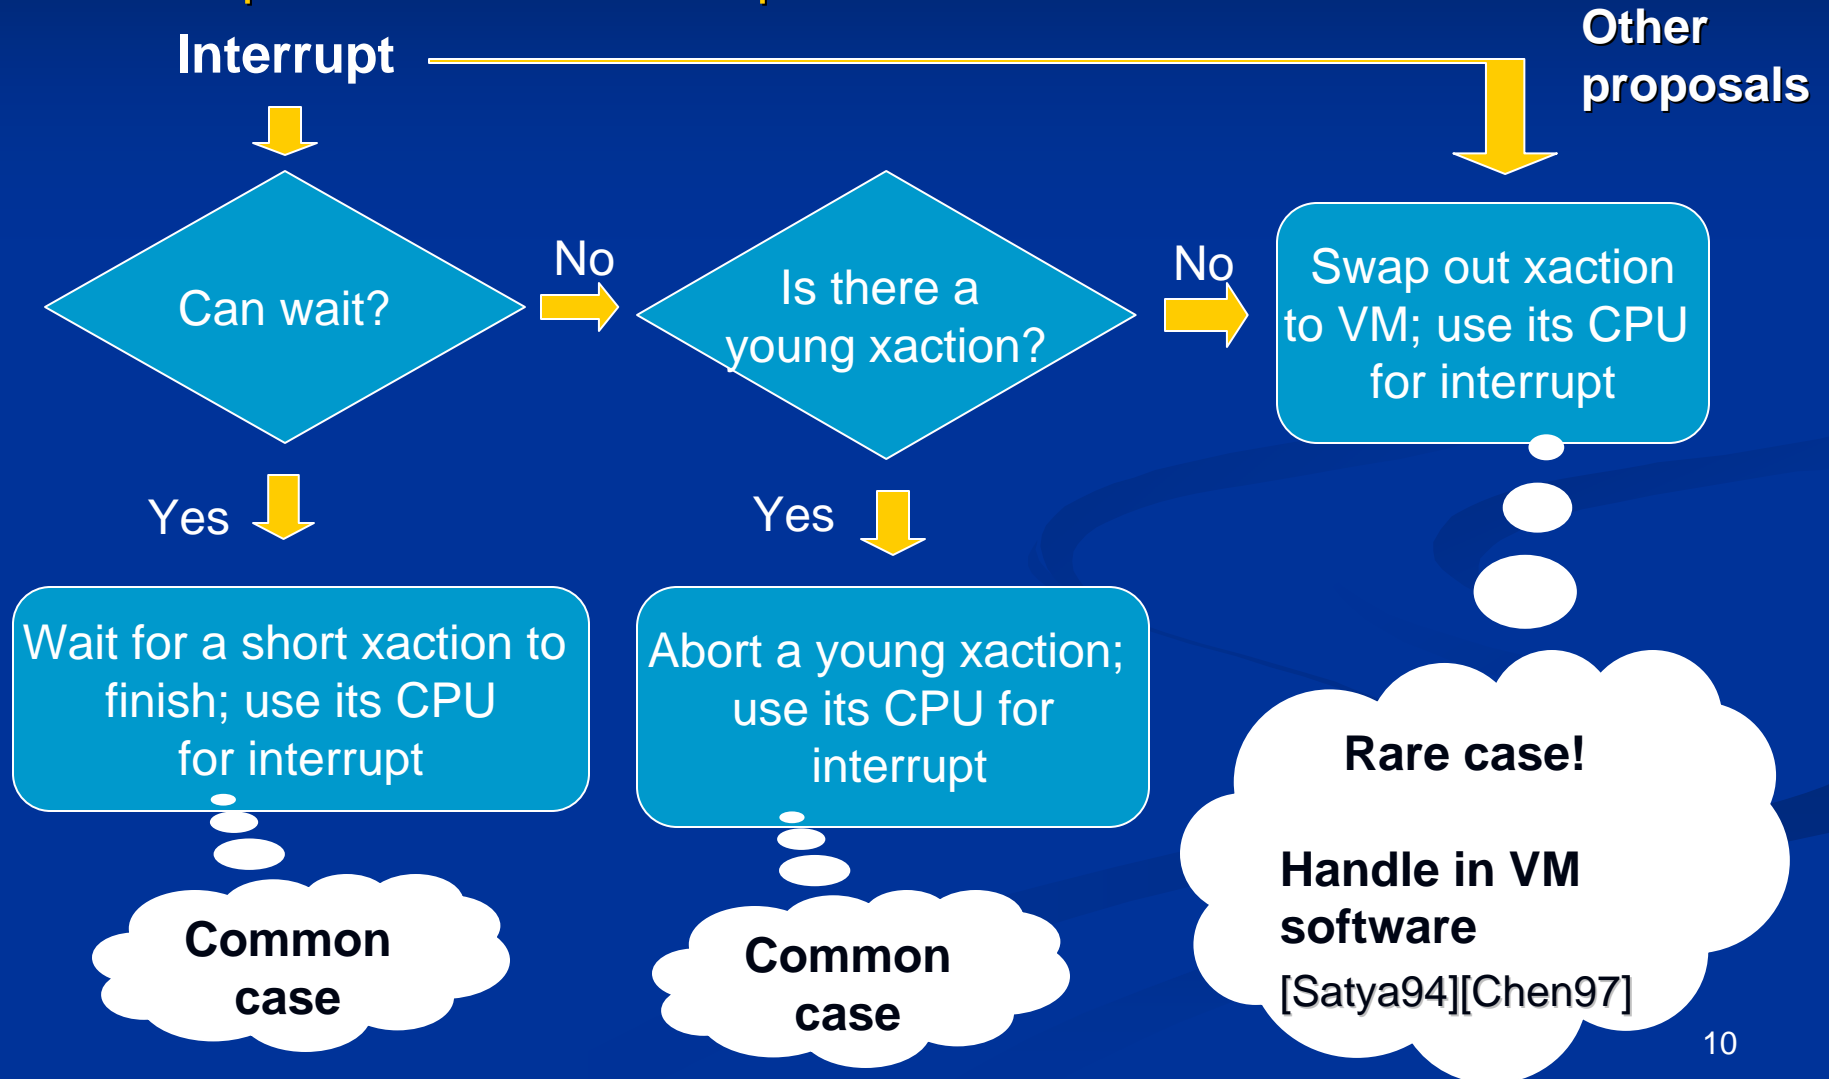 Interrupt
Other
proposals
Can wait?
No
Is there a
young xaction?
No
Swap out xaction
to VM; use its CPU
for interrupt
Yes
Yes
Wait for a short xaction to
finish; use its CPU
for interrupt
Abort a young xaction;
use its CPU for
interrupt
Common
case
Common
case
Rare case!
Handle in VM
software
[Satya94][Chen97]
10